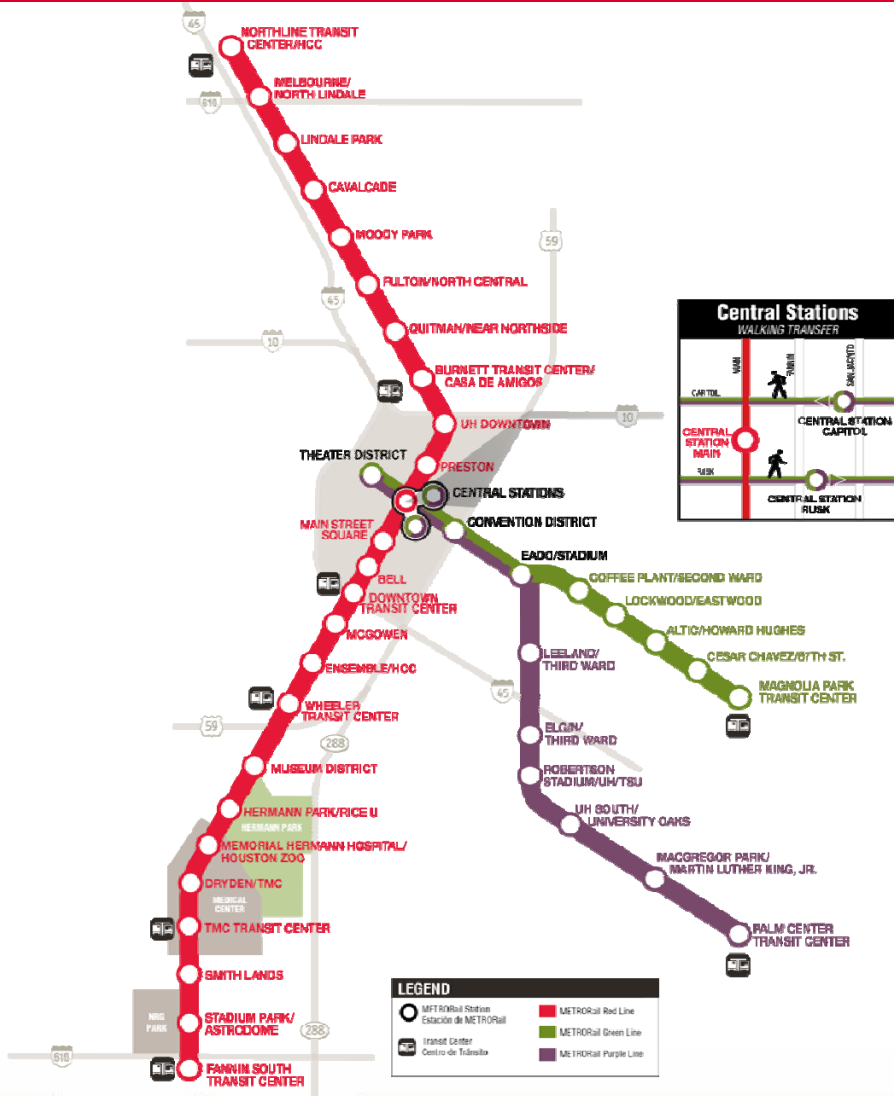 45
NORTHLINE TRANSIT
CENTER/HCC
MELBOURNE/
NORTH LINDALE
610
LINDALE PARK
CAVALCADE
MOODY PARK
59
FULTON/NORTH CENTRAL
45
QUITMAN/NEAR NORTHSIDE
10
BURNETT TRANSIT CENTER/
CASA DE AMIGOS
10
UH DOWNTOWN
THEATER DISTRICT
PRESTON
CENTRAL STATIONS
CONVENTION DISTRICT
MAIN STREET
SQUARE
EADO/STADIUM
BELL
COFFEE PLANT/SECOND WARD
DOWNTOWN
TRANSIT CENTER
LOCKWOOD/EASTWOOD
MCGOWEN
ALTIC/HOWARD HUGHES
LEELAND/
THIRD WARD
CESAR CHAVEZ/67TH ST.
ENSEMBLE/HCC
MAGNOLIA PARK
TRANSIT CENTER
45
WHEELER
TRANSIT CENTER
59
288
ELGIN/
THIRD WARD
MUSEUM DISTRICT
ROBERTSON
STADIUM/UH/TSU
HERMANN PARK/RICE U
HERMANN PARK
UH SOUTH/
UNIVERSITY OAKS
MEMORIAL HERMANN HOSPITAL/
HOUSTON ZOO
MACGREGOR PARK/
MARTIN LUTHER KING, JR.
DRYDEN/TMC
MEDICAL
CENTER
TMC TRANSIT CENTER
PALM CENTER
TRANSIT CENTER
SMITH LANDS
NRG
PARK
STADIUM PARK/
ASTRODOME
288
610
FANNIN SOUTH
TRANSIT CENTER
Central Stations
WALKING TRANSFER
MAIN
FANNIN
SAN JACINTO
CAPITOL
CENTRAL STATION
CAPITOL
CENTRAL
STATION
MAIN
RUSK
CENTRAL STATION
RUSK
LEGEND
METRORail Station
Estación de METRORail
Transit Center
Centro de Tránsito
METRORail Red Line
METRORail Green Line
METRORail Purple Line